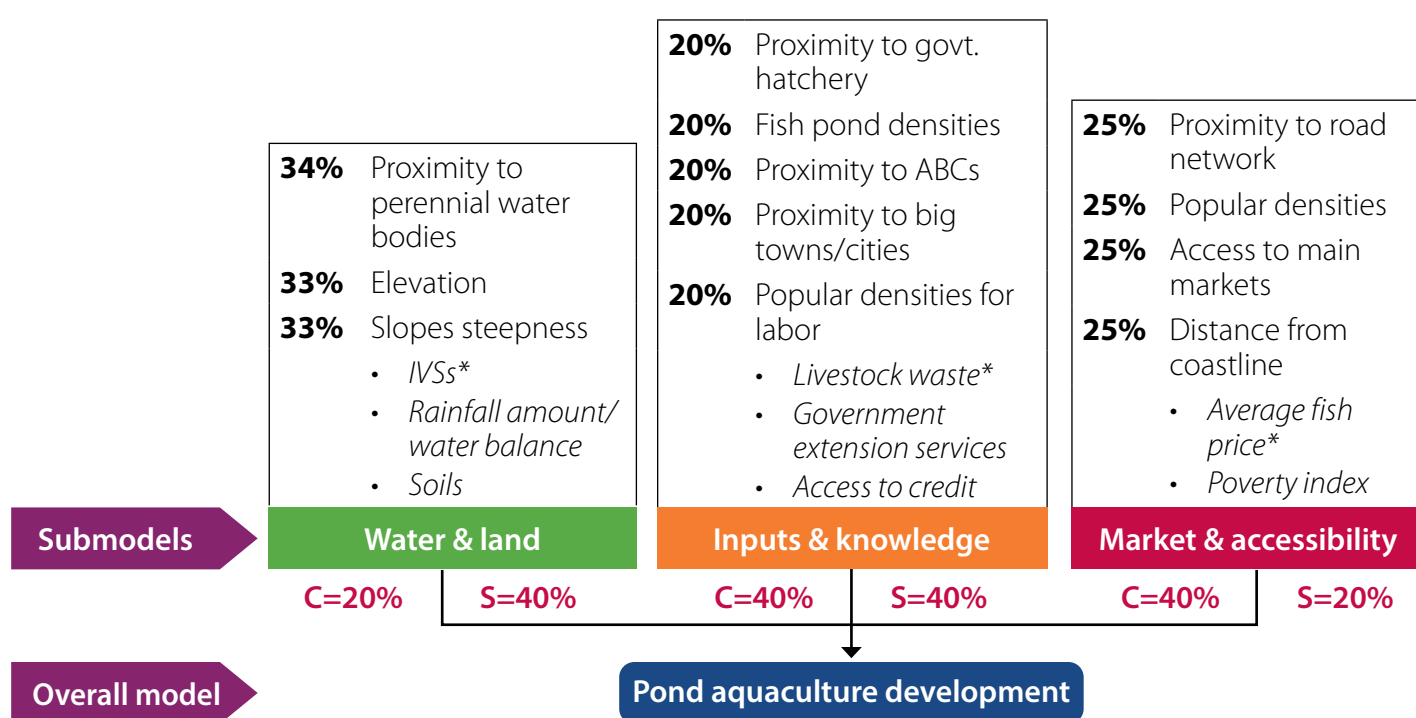 34% Proximity to
perennial water
bodies
33% Elevation
33% Slopes steepness
• IVSs*
• Rainfall amount/
water balance
• Soils
20% Proximity to govt.
hatchery
20% Fish pond densities
20% Proximity to ABCs
20% Proximity to big
towns/cities
20% Popular densities for
labor
• Livestock waste*
• Government
extension services
• Access to credit
25% Proximity to road
network
25% Popular densities
25% Access to main
markets
25% Distance from
coastline
• Average fish
price*
• Poverty index
Submodels
Water & land
Inputs & knowledge
Market & accessibility
C=20% S=40%
C=40% S=40%
C=40% S=20%
Overall model
Pond aquaculture development